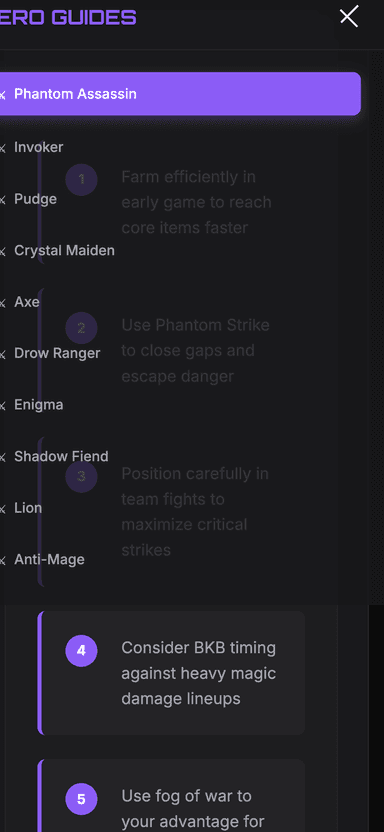 ERO GUIDES
Phantom Assassin
Invoker
Pudge
Crystal Maiden
Axe
Drow Ranger
Enigma
Shadow Fiend
Lion
Anti-Mage
1
Farm efficiently in
early game to reach
core items faster
2
Use Phantom Strike
to close gaps and
escape danger
3
Position carefully in
team fights to
maximize critical
strikes
4
Consider BKB timing
against heavy magic
damage lineups
5
Use fog of war to
your advantage for